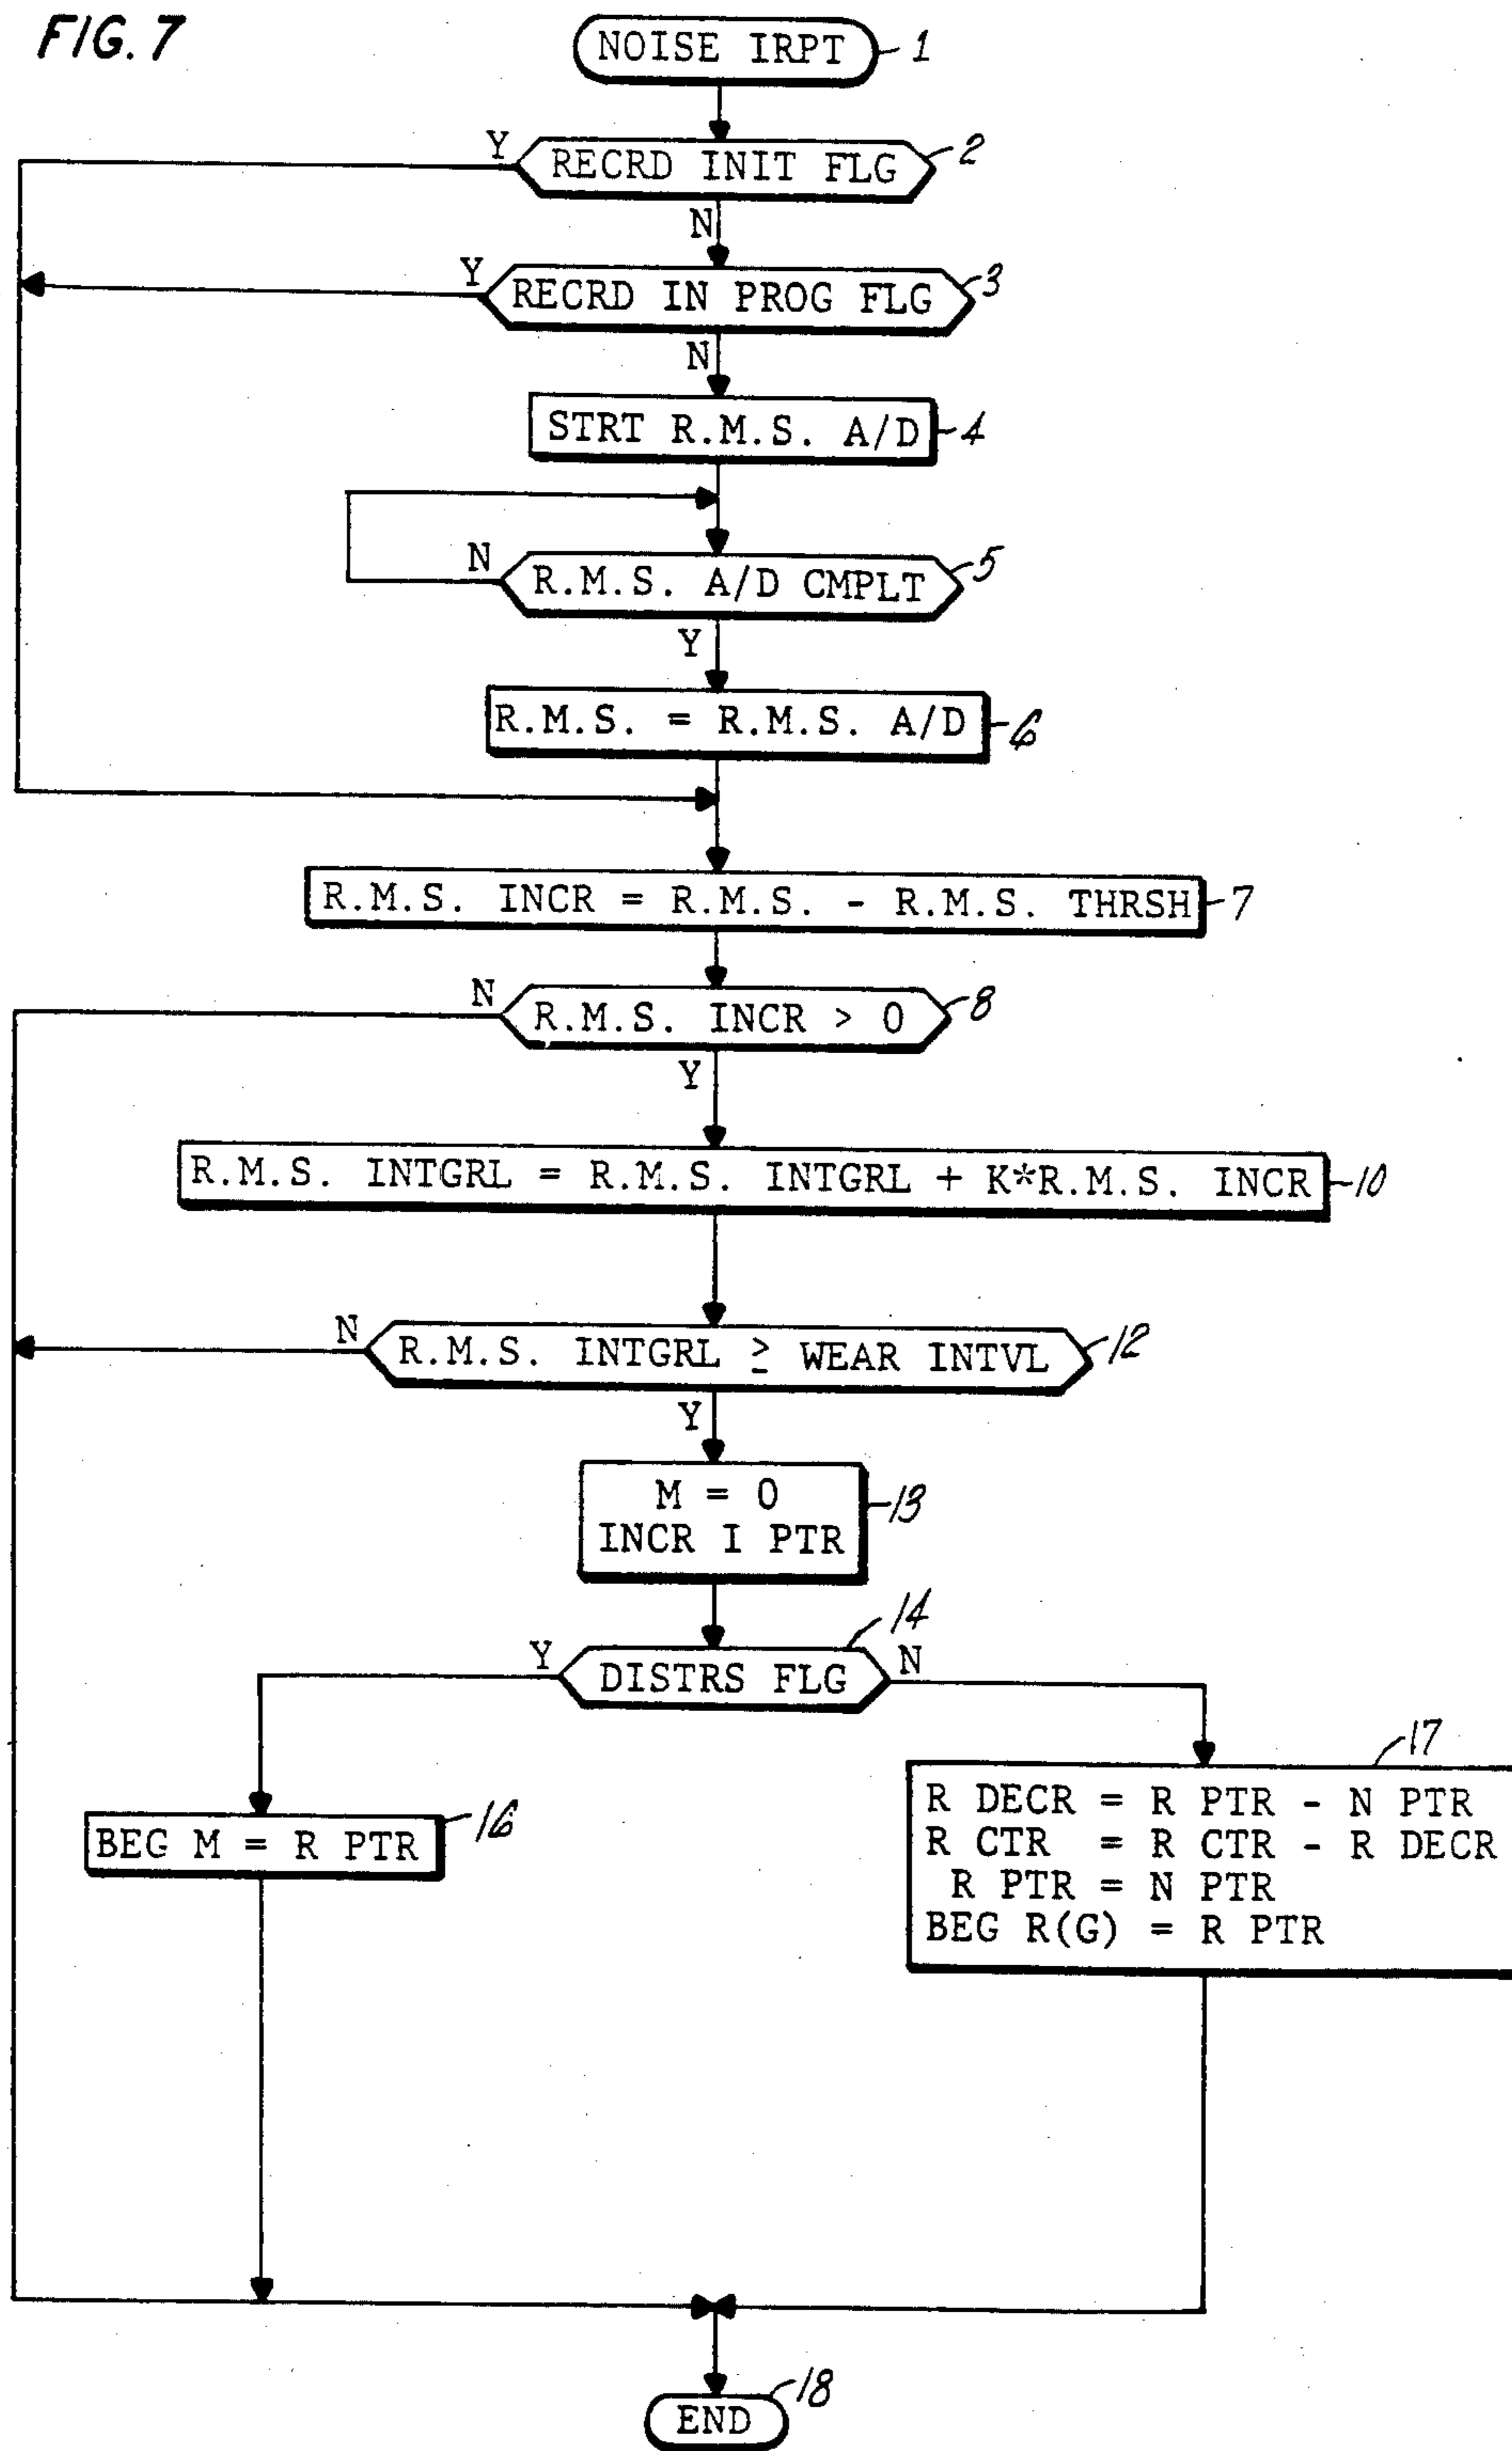 FIG. 7
NOISE IRPT
1
Y
RECRD INIT FLG
2
N
Y
RECRD IN PROG FLG
3
N
STRT R.M.S. A/D
4
N
R.M.S. A/D CMPLT
5
Y
R.M.S. = R.M.S. A/D
6
R.M.S. INCR = R.M.S. - R.M.S. THRSH
7
N
R.M.S. INCR > 0
8
Y
R.M.S. INTGRL = R.M.S. INTGRL + K*R.M.S. INCR
10
N
R.M.S. INTGRL ≥ WEAR INTVL
12
Y
M = 0
INCR I PTR
13
Y
DISTRS FLG
14
N
BEG M = R PTR
16
17
R DECR = R PTR - N PTR
R CTR = R CTR - R DECR
R PTR = N PTR
BEG R(G) = R PTR
END
18